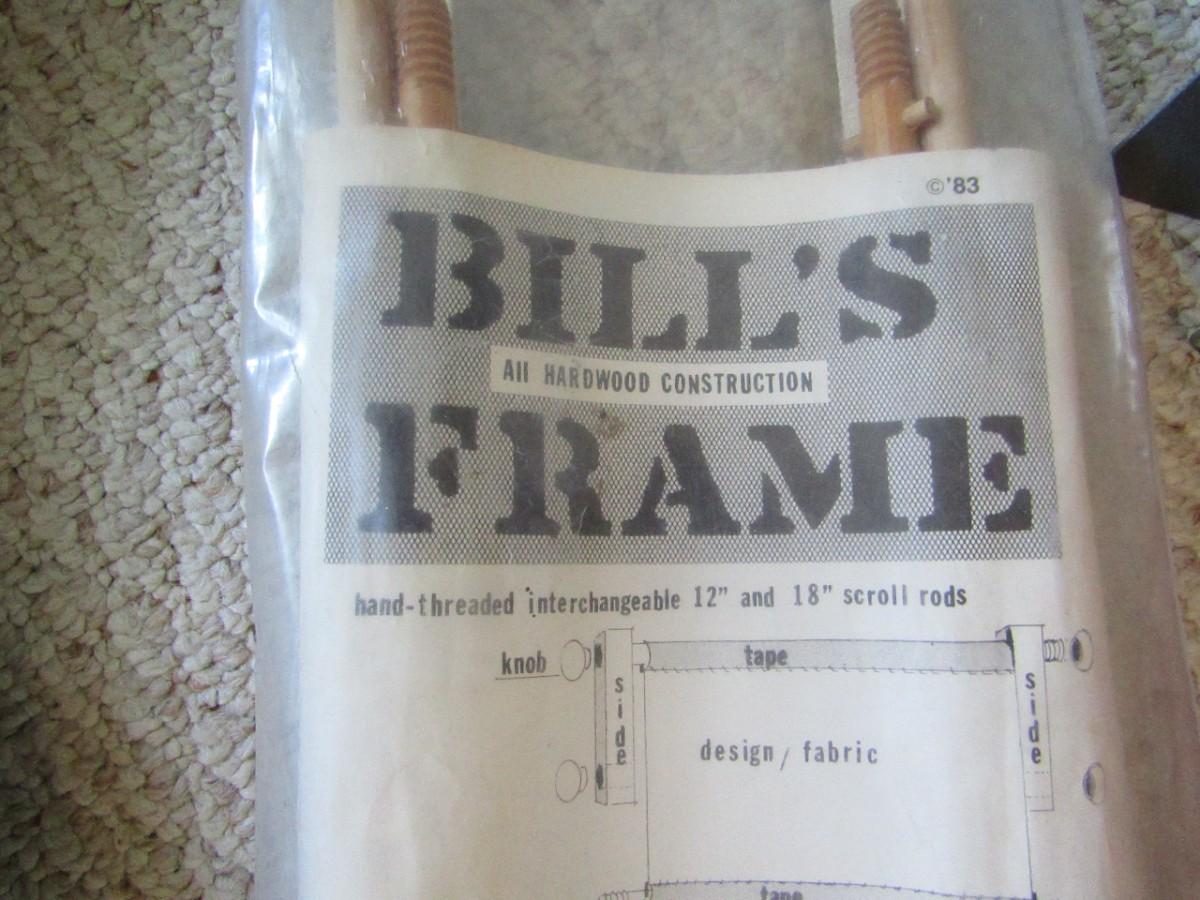 ©'83
BILL'S
All HARDWOOD CONSTRUCTION
FRAME
hand-threaded interchangeable 12" and 18" scroll rods
knob
tape
side
side
design/fabric
tape